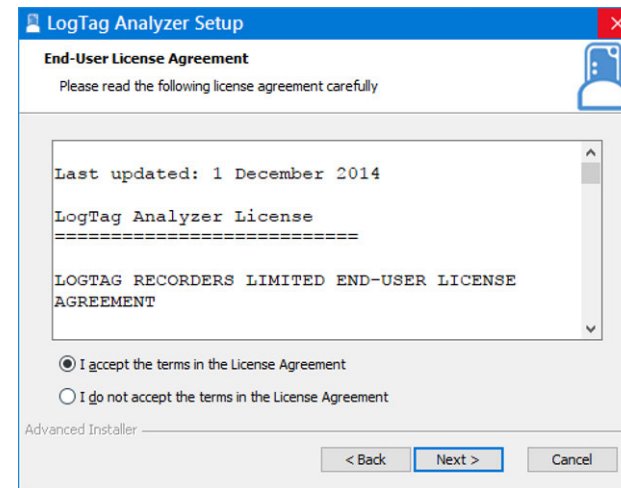 LogTag Analyzer Setup
End-User License Agreement
Please read the following license agreement carefully
Last updated: 1 December 2014
LogTag Analyzer License
============================
LOGTAG RECORDERS LIMITED END-USER LICENSE
AGREEMENT
I accept the terms in the License Agreement
I do not accept the terms in the License Agreement
Advanced Installer
< Back Next > Cancel